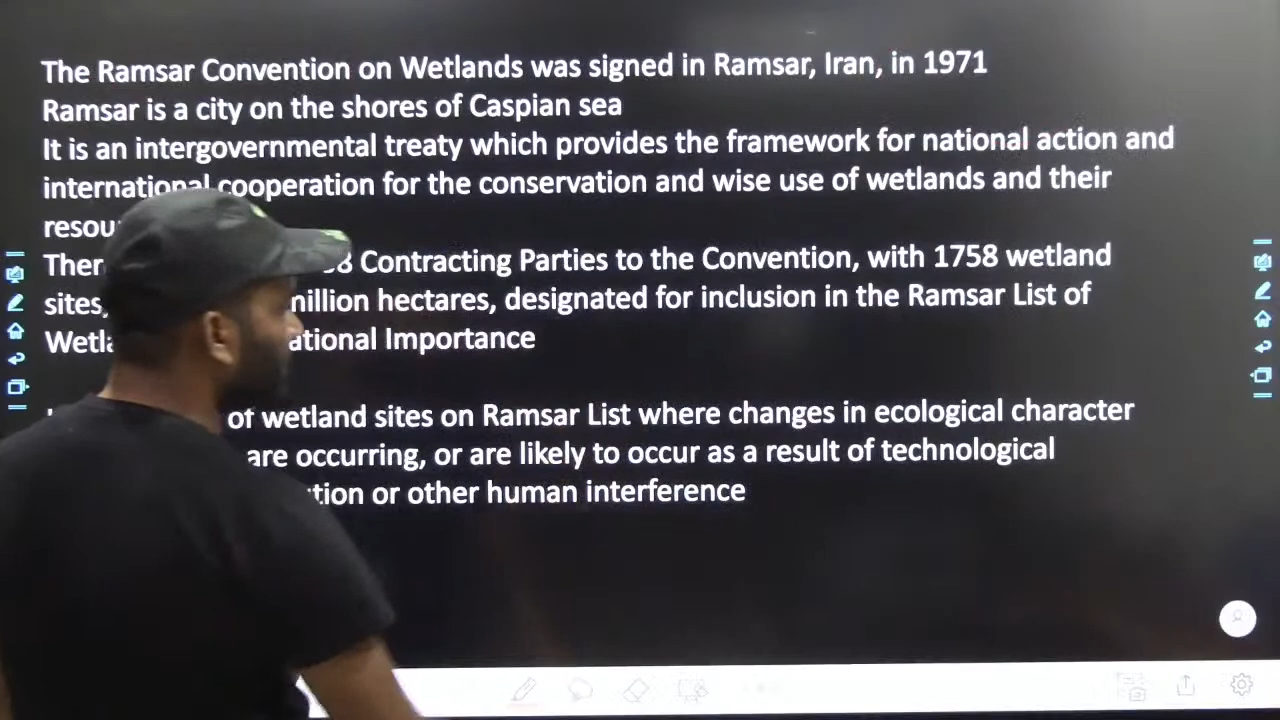 The Ramsar Convention on Wetlands was signed in Ramsar, Iran, in 1971
Ramsar is a city on the shores of Caspian sea
It is an intergovernmental treaty which provides the framework for national action and
international cooperation for the conservation and wise use of wetlands and their
Contracting Parties to the Convention, with 1758 wetland
sites, million hectares, designated for inclusion in the Ramsar List of
Importance
of wetland sites on Ramsar List where changes in ecological character
are occurring, or are likely to occur as a result of technological
or other human interference